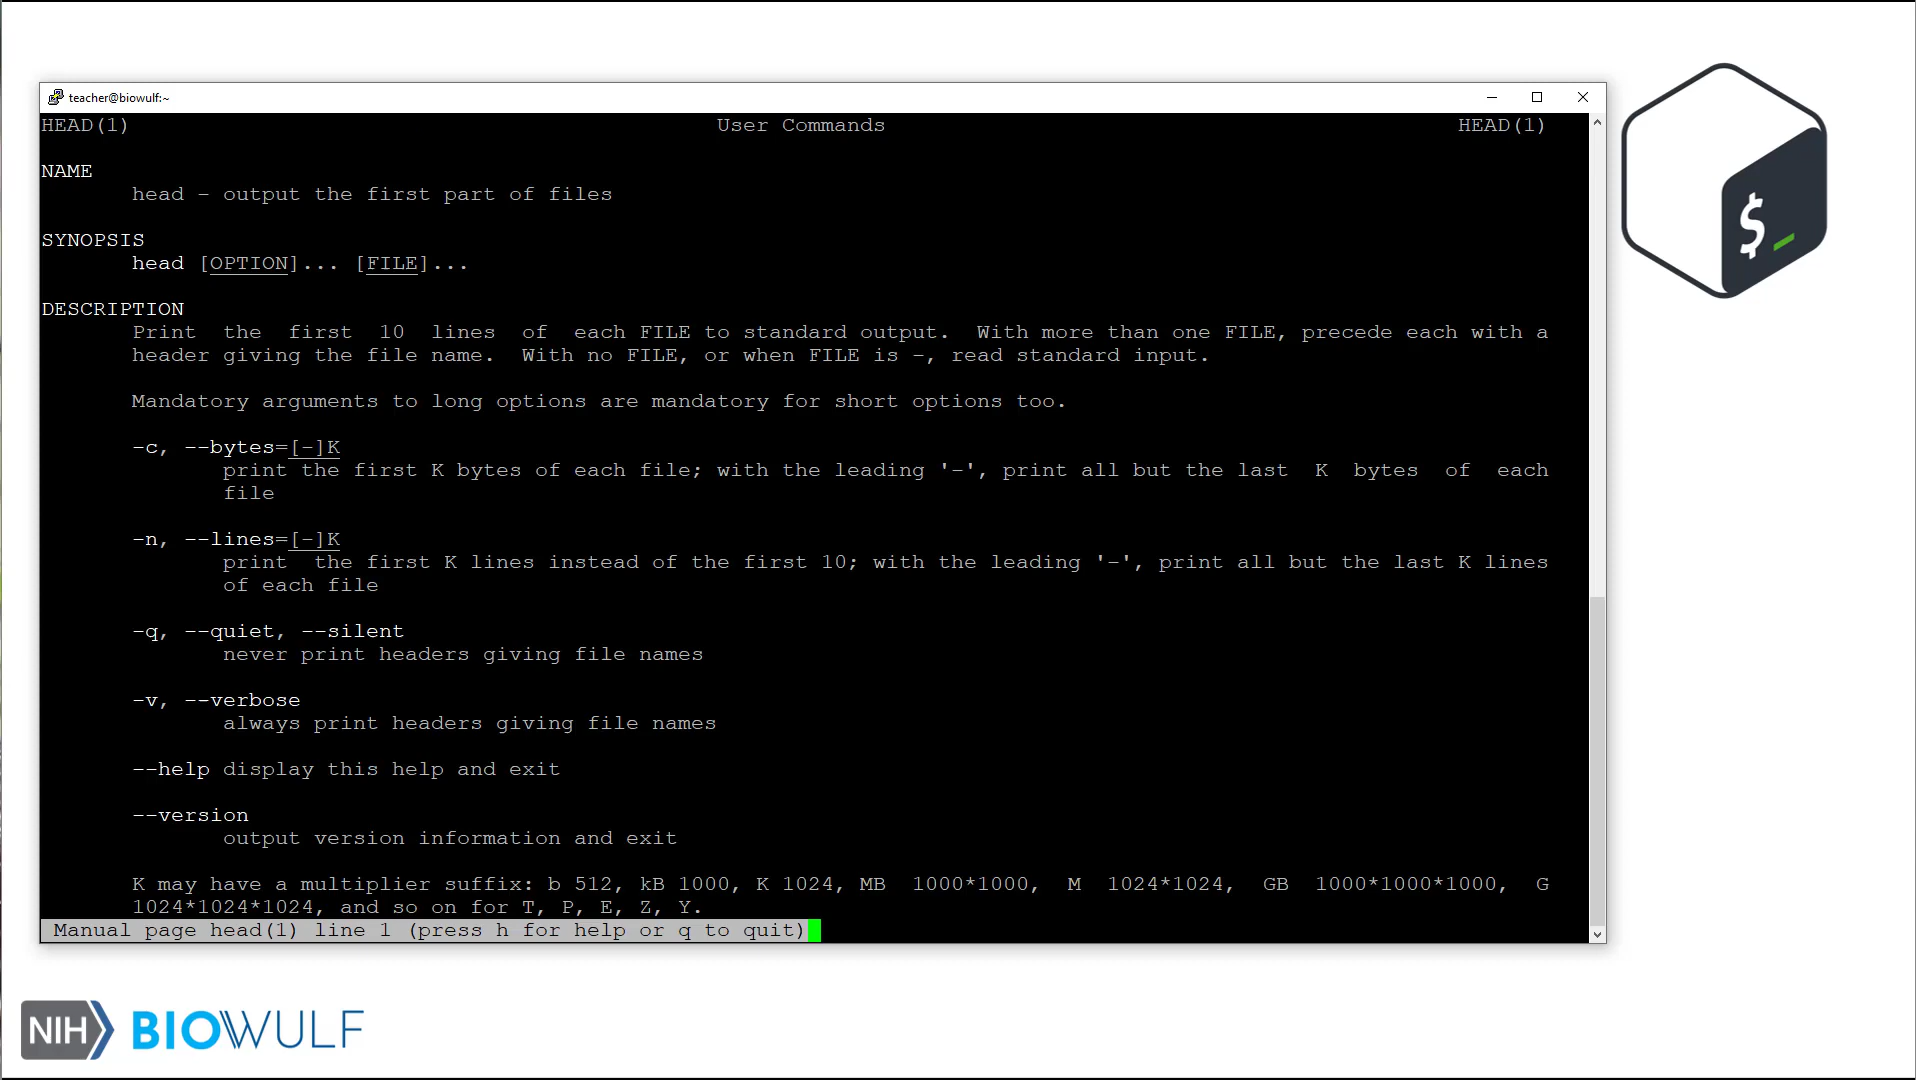 teacher@biowulf:~
HEAD(1) User Commands HEAD(1)
NAME
head - output the first part of files
SYNOPSIS
head [OPTION]... [FILE]...
DESCRIPTION
Print the first 10 lines of each FILE to standard output. With more than one FILE, precede each with a
header giving the file name. With no FILE, or when FILE is -, read standard input.
Mandatory arguments to long options are mandatory for short options too.
-c, --bytes=[-]K
print the first K bytes of each file; with the leading '-', print all but the last K bytes of each
file
-n, --lines=[-]K
print the first K lines instead of the first 10; with the leading '-', print all but the last K lines
of each file
-q, --quiet, --silent
never print headers giving file names
-v, --verbose
always print headers giving file names
--help display this help and exit
--version
output version information and exit
K may have a multiplier suffix: b 512, kB 1000, K 1024, MB 1000*1000, M 1024*1024, GB 1000*1000*1000, G
1024*1024*1024, and so on for T, P, E, Z, Y.
Manual page head(1) line 1 (press h for help or q to quit)
$_
NIH BIOWULF